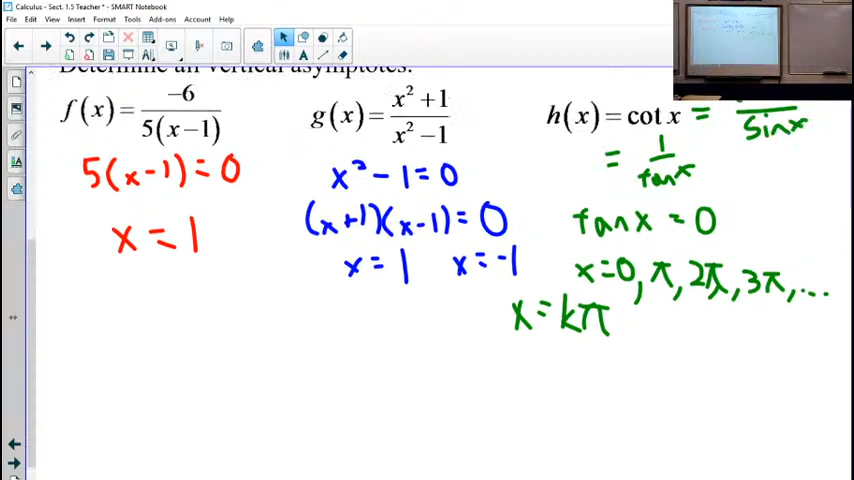 Calculus - Sect. 1.5 Teacher * - SMART Notebook
File Edit View Insert Format Tools Add-ons Account Help
Determine all vertical asymptotes.
f(x) = -6 / 5(x-1)
5(x-1) = 0
x = 1
g(x) = x² + 1 / x² - 1
x² - 1 = 0
(x+1)(x-1) = 0
x = 1 x = -1
h(x) = cot x = / sin x
= 1 / tan x
tan x = 0
x = 0, π, 2π, 3π, ...
x = kπ